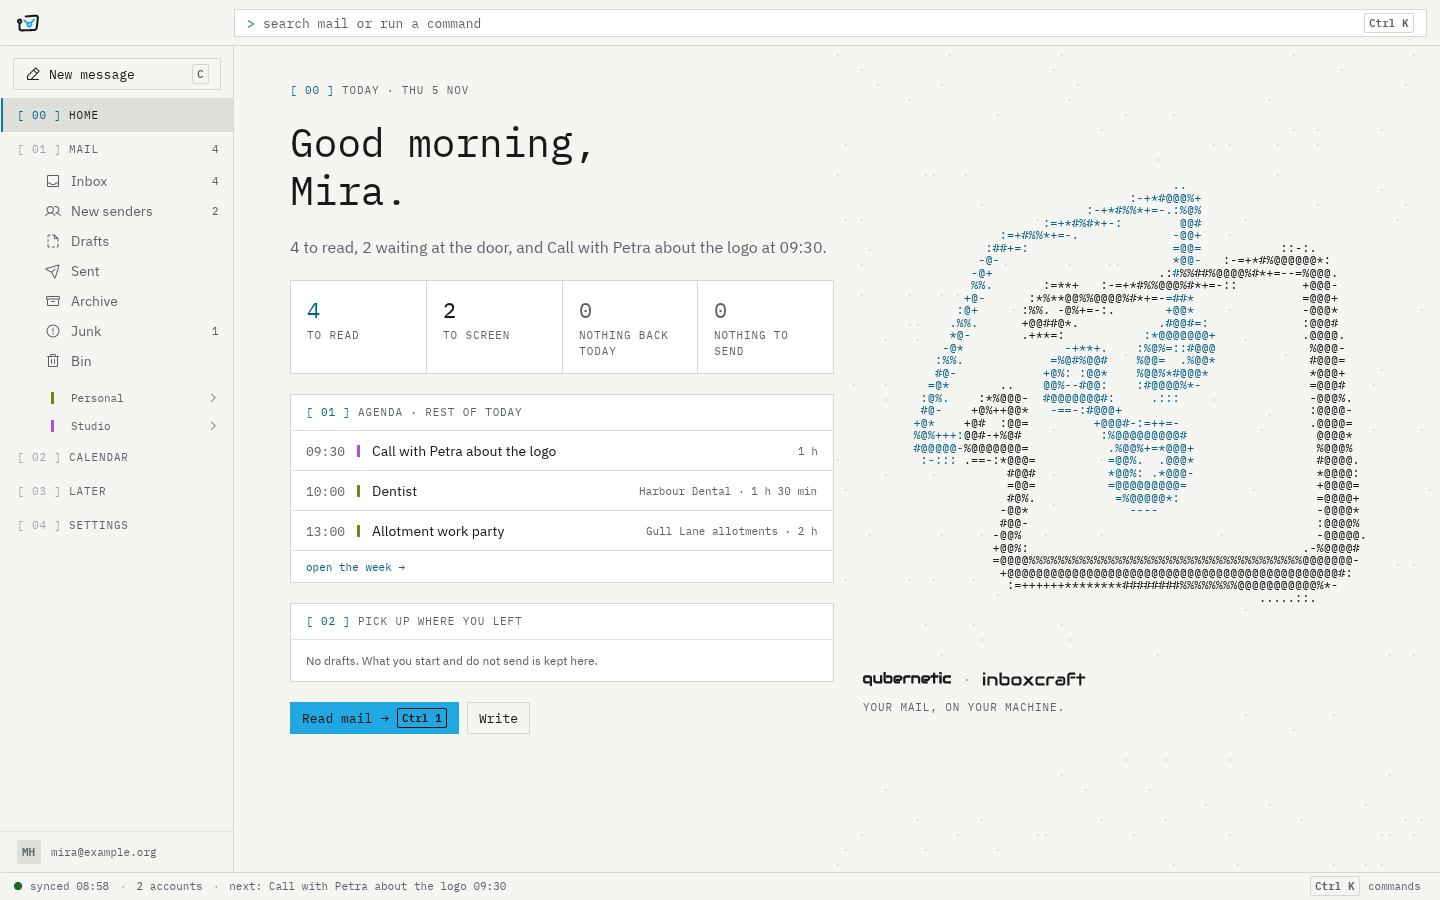 > search mail or run a command
Ctrl K
New message
C
[ 00 ] HOME
[ 01 ] MAIL 4
Inbox 4
New senders 2
Drafts
Sent
Archive
Junk 1
Bin
Personal
Studio
[ 02 ] CALENDAR
[ 03 ] LATER
[ 04 ] SETTINGS
MH mira@example.org
[ 00 ] TODAY · THU 5 NOV
Good morning,
Mira.
4 to read, 2 waiting at the door, and Call with Petra about the logo at 09:30.
4
TO READ
2
TO SCREEN
0
NOTHING BACK
TODAY
0
NOTHING TO
SEND
[ 01 ] AGENDA · REST OF TODAY
09:30 Call with Petra about the logo 1 h
10:00 Dentist Harbour Dental · 1 h 30 min
13:00 Allotment work party Gull Lane allotments · 2 h
open the week →
[ 02 ] PICK UP WHERE YOU LEFT
No drafts. What you start and do not send is kept here.
Read mail → Ctrl 1
Write
qubernetic · inboxcraft
YOUR MAIL, ON YOUR MACHINE.
synced 08:58 · 2 accounts · next: Call with Petra about the logo 09:30
Ctrl K commands